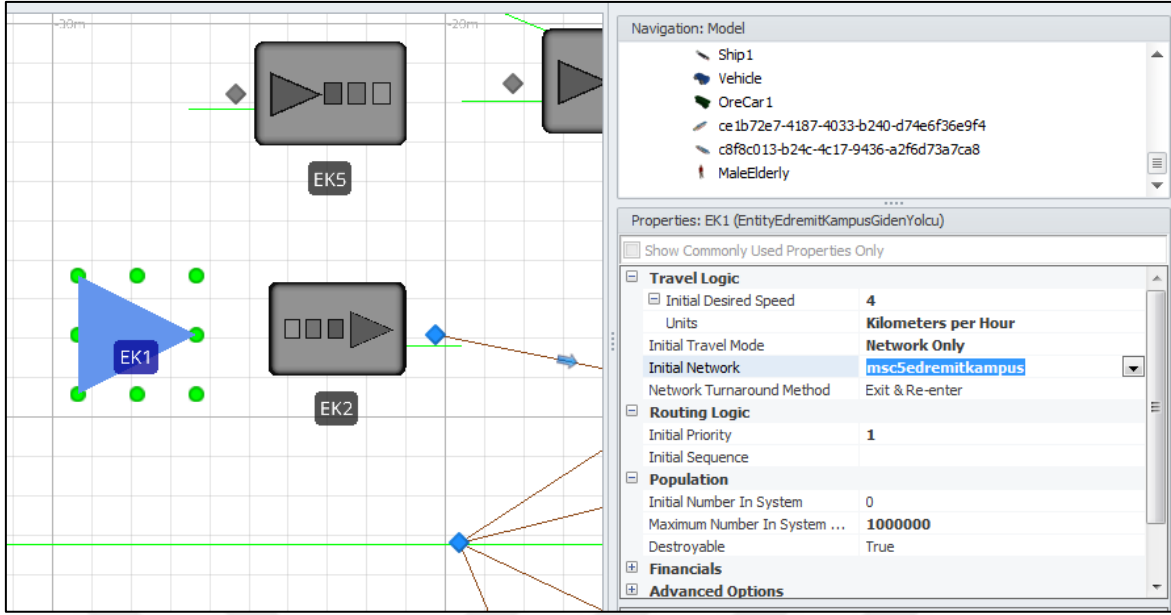 -30m
-20m
EK5
EK1
EK2
Navigation: Model
Ship1
Vehicle
OreCar1
ce1b72e7-4187-4033-b240-d74e6f36e9f4
c8f8c013-b24c-4c17-9436-a2f6d73a7ca8
MaleElderly
Properties: EK1 (EntityEdremitKampusGidenYolcu)
Show Commonly Used Properties Only
Travel Logic
Initial Desired Speed 4
Units Kilometers per Hour
Initial Travel Mode Network Only
Initial Network msc5edremitkampus
Network Turnaround Method Exit & Re-enter
Routing Logic
Initial Priority 1
Initial Sequence
Population
Initial Number In System 0
Maximum Number In System ... 1000000
Destroyable True
Financials
Advanced Options